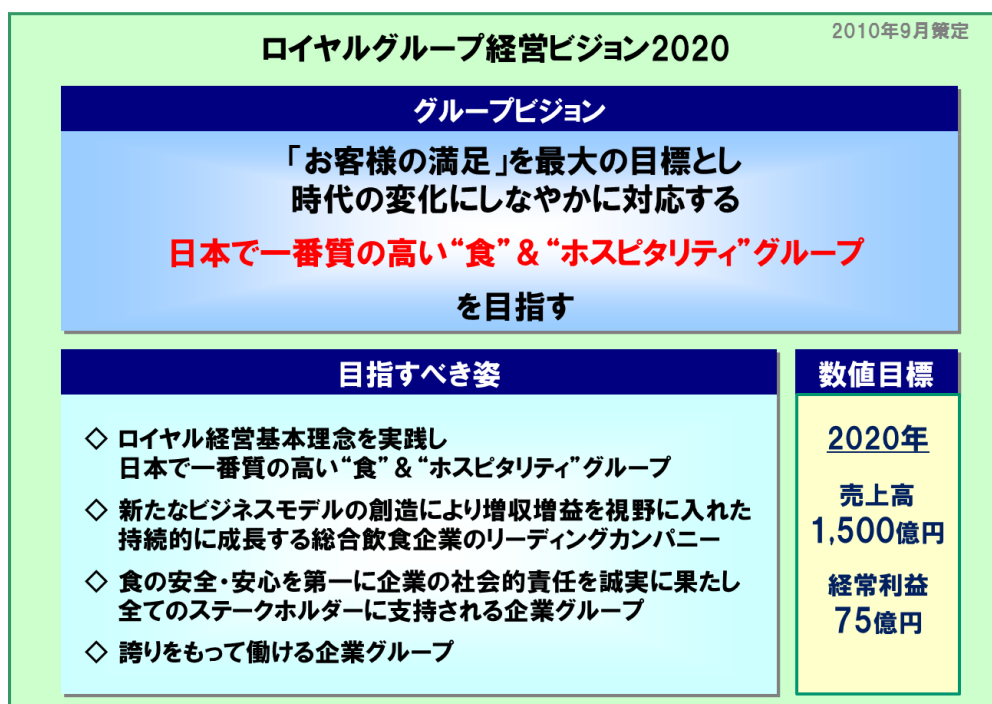 2010年9月策定
ロイヤルグループ経営ビジョン2020
グループビジョン
「お客様の満足」を最大の目標とし
時代の変化にしなやかに対応する
日本で一番質の高い“食”&“ホスピタリティ”グループ
を目指す
目指すべき姿
◇ ロイヤル経営基本理念を実践し
日本で一番質の高い“食”&“ホスピタリティ”グループ
◇ 新たなビジネスモデルの創造により増収増益を視野に入れた
持続的に成長する総合飲食企業のリーディングカンパニー
◇ 食の安全・安心を第一に企業の社会的責任を誠実に果たし
全てのステークホルダーに支持される企業グループ
◇ 誇りをもって働ける企業グループ
数値目標
2020年
売上高
1,500億円
経常利益
75億円